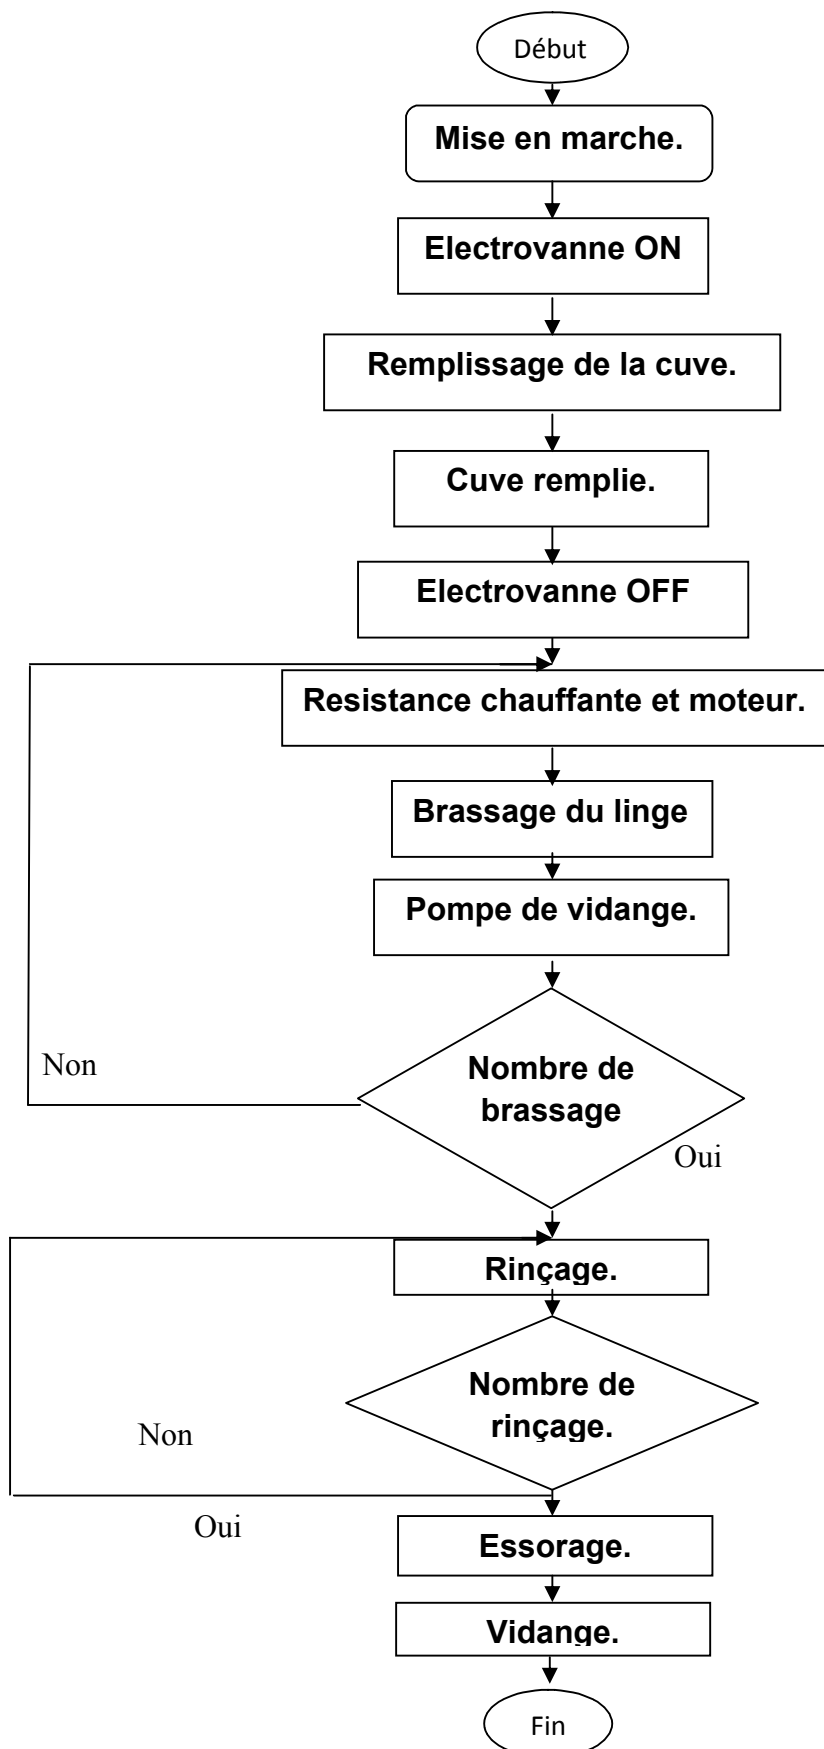 Début
Mise en marche.
Electrovanne ON
Remplissage de la cuve.
Cuve remplie.
Electrovanne OFF
Resistance chauffante et moteur.
Brassage du linge
Pompe de vidange.
Non
Nombre de
brassage
Oui
Rinçage.
Nombre de
rinçage.
Non
Oui
Essorage.
Vidange.
Fin